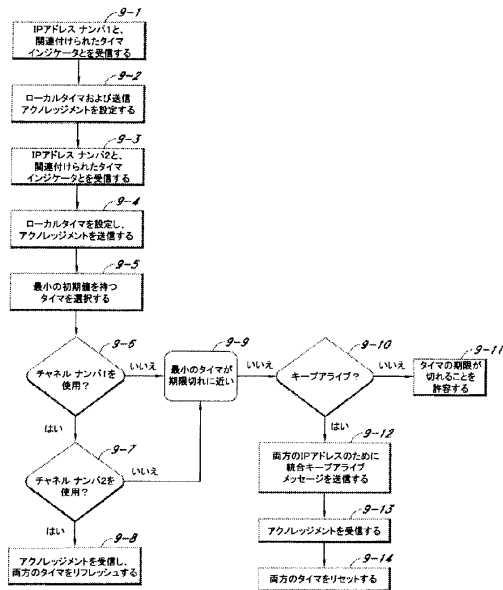 9-1
IPアドレス ナンバ1と、
関連付けられたタイマ
インジケータとを受信する
9-2
ローカルタイマおよび送信
アクノレッジメントを設定する
9-3
IPアドレス ナンバ2と、
関連付けられたタイマ
インジケータとを受信する
9-4
ローカルタイマを設定し、
アクノレッジメントを送信する
9-5
最小の初期値を持つ
タイマを選択する
9-6
チャネル ナンバ1を
使用?
いいえ
はい
9-7
チャネル ナンバ2を
使用?
いいえ
はい
9-8
アクノレッジメントを受信し、
両方のタイマをリフレッシュする
9-9
最小のタイマが
期限切れに近い
いいえ
9-10
キープアライブ?
いいえ
はい
9-11
タイマの期限が
切れることを
許容する
9-12
両方のIPアドレスのために
統合キープアライブ
メッセージを送信する
9-13
アクノレッジメントを受信する
9-14
両方のタイマをリセットする